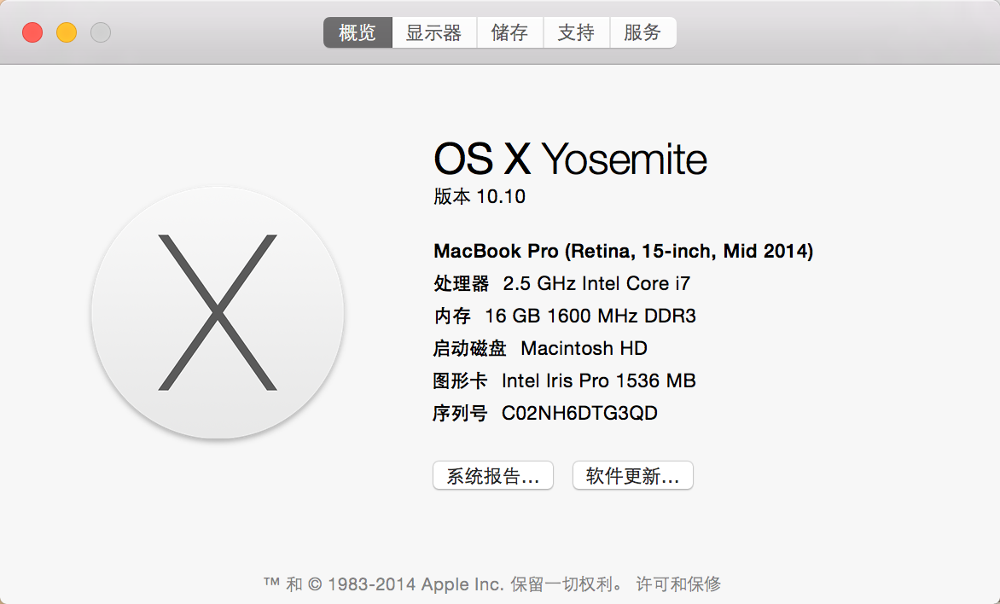 概览 显示器 储存 支持 服务
OS X Yosemite
版本 10.10
MacBook Pro (Retina, 15-inch, Mid 2014)
处理器 2.5 GHz Intel Core i7
内存 16 GB 1600 MHz DDR3
启动磁盘 Macintosh HD
图形卡 Intel Iris Pro 1536 MB
序列号 C02NH6DTG3QD
系统报告... 软件更新...
™ 和 © 1983-2014 Apple Inc. 保留一切权利。 许可和保修